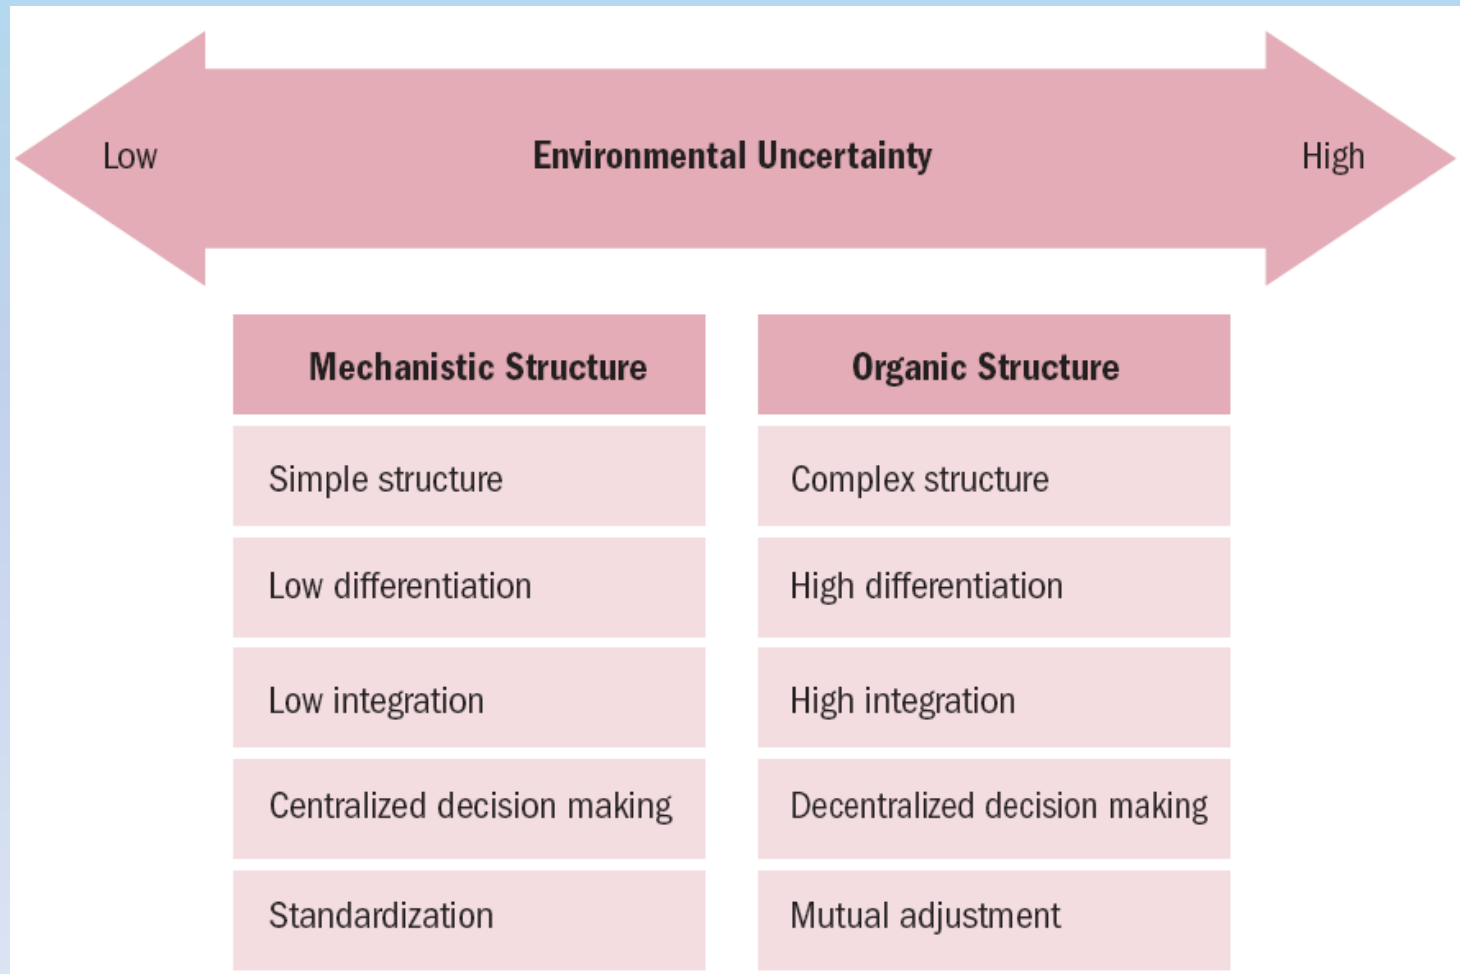 Low Environmental Uncertainty High
Mechanistic Structure
Simple structure
Low differentiation
Low integration
Centralized decision making
Standardization
Organic Structure
Complex structure
High differentiation
High integration
Decentralized decision making
Mutual adjustment